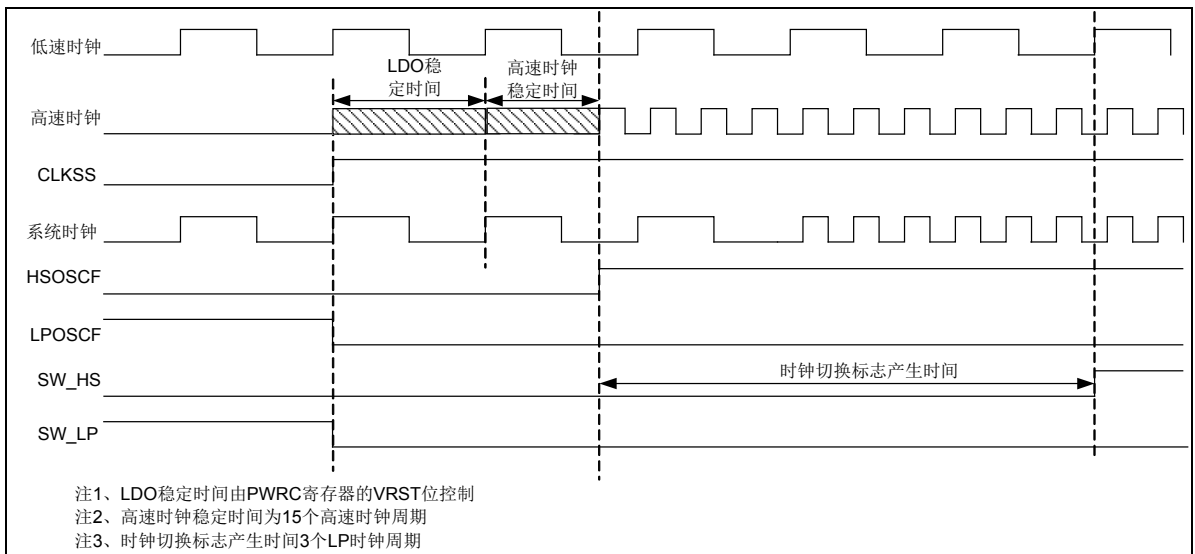 低速时钟
LDO稳
定时间
高速时钟
稳定时间
高速时钟
CLKSS
系统时钟
HSOSCF
LPOSCF
SW_HS
时钟切换标志产生时间
SW_LP
注1、LDO稳定时间由PWRC寄存器的VRST位控制
注2、高速时钟稳定时间为15个高速时钟周期
注3、时钟切换标志产生时间3个LP时钟周期